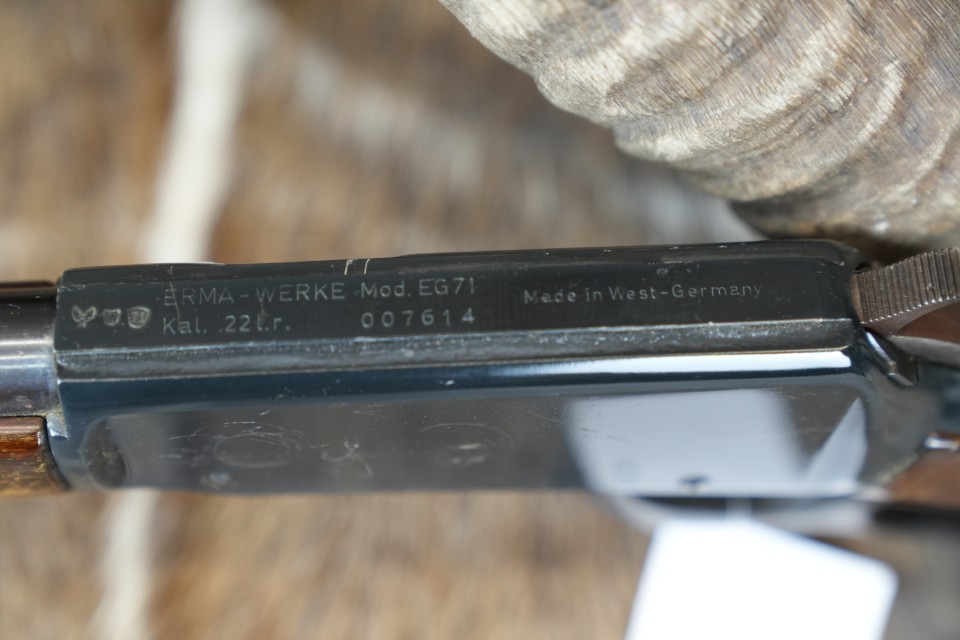 ERMA-WERKE Mod. EG71
Kal. .22l.r.
007614
Made in West-Germany